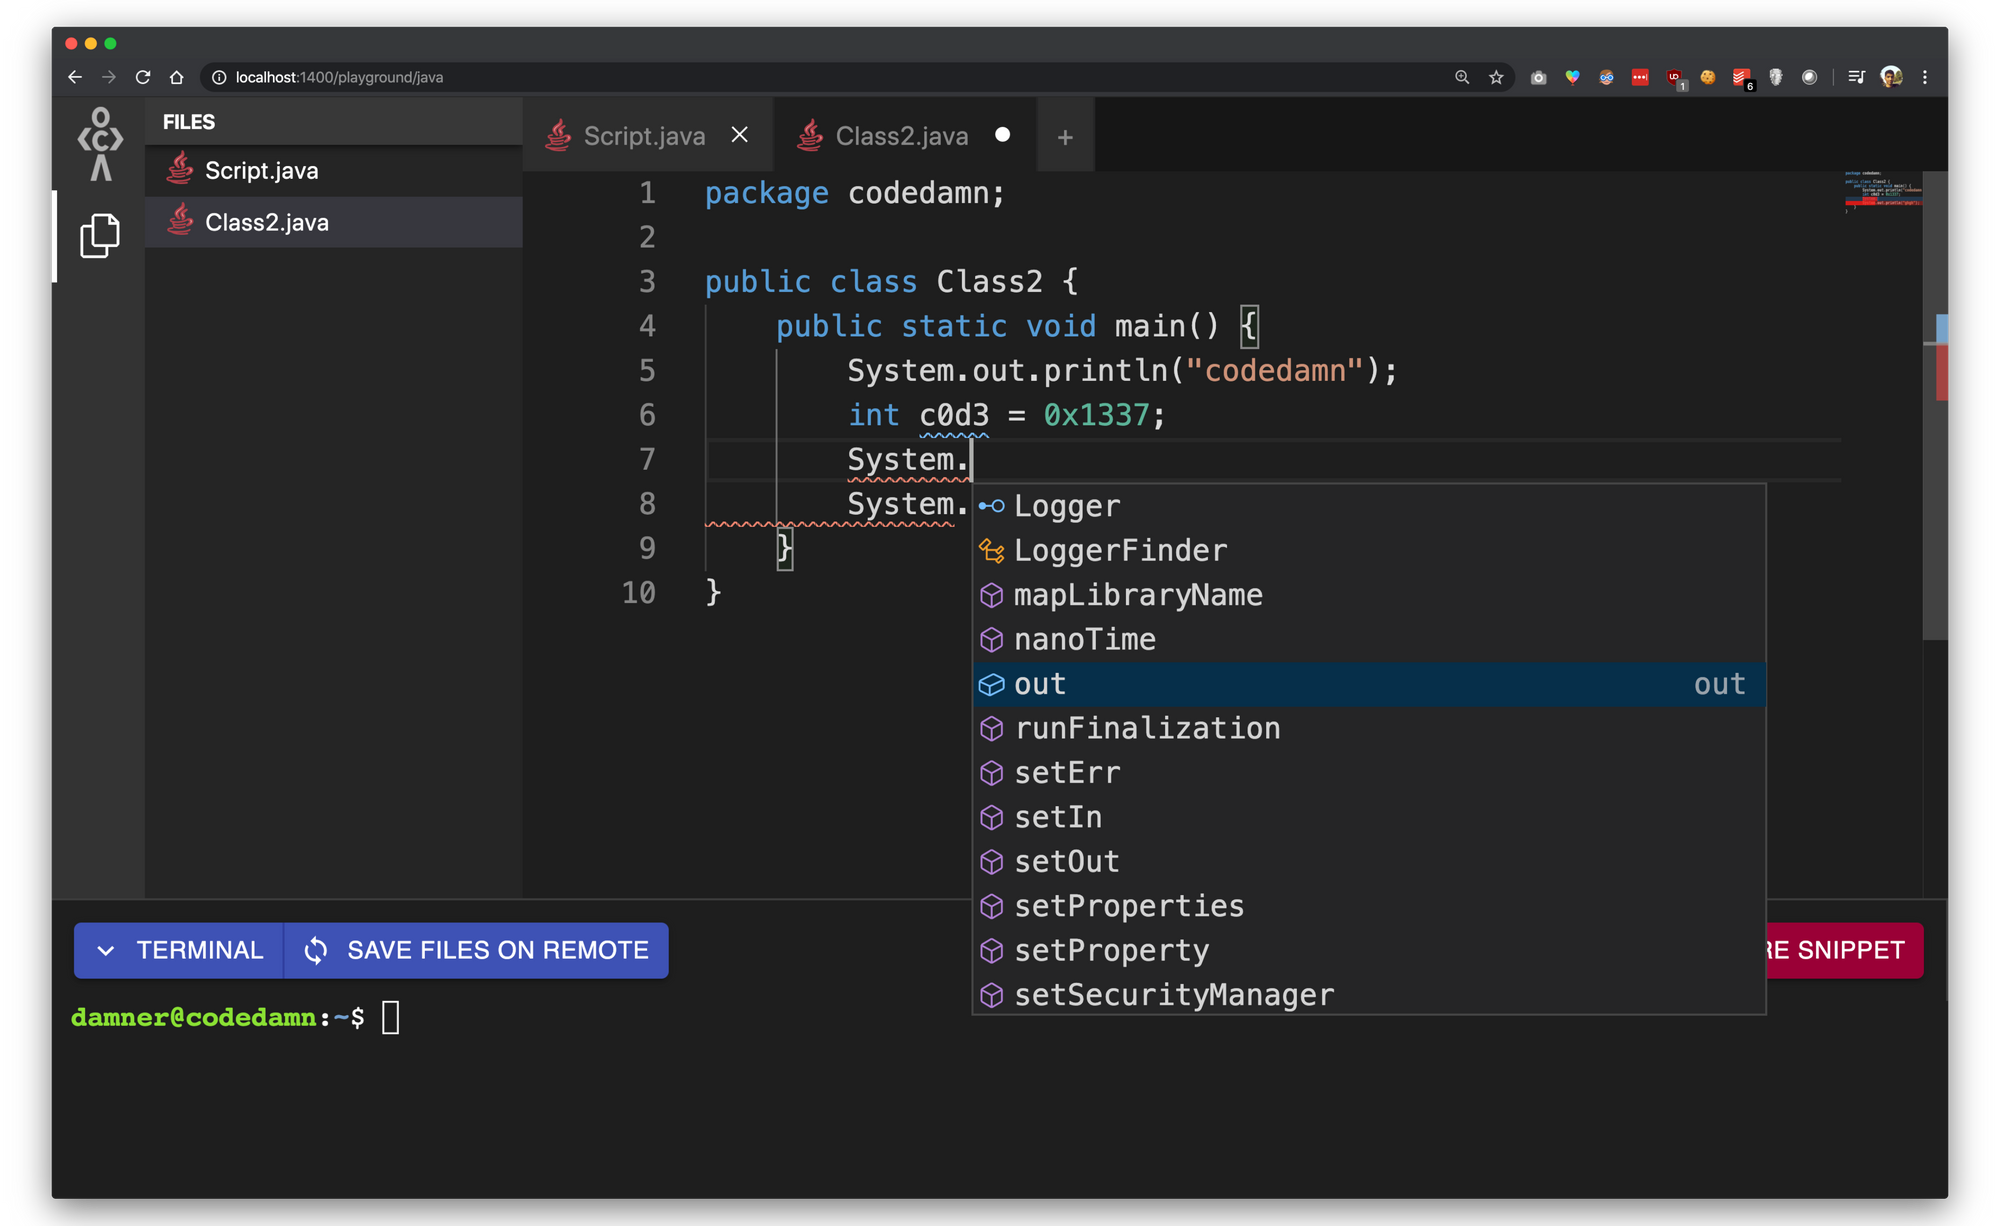 localhost:1400/playground/java
1
6
FILES
Script.java
Class2.java
Script.java
Class2.java
+
1 package codedamn;
2
3 public class Class2 {
4 public static void main() {
5 System.out.println("codedamn");
6 int c0d3 = 0x1337;
7 System.
8 System.
9 }
10 }
Logger
LoggerFinder
mapLibraryName
nanoTime
out out
runFinalization
setErr
setIn
setOut
setProperties
setProperty
setSecurityManager
TERMINAL
SAVE FILES ON REMOTE
RE SNIPPET
damner@codedamn:~$